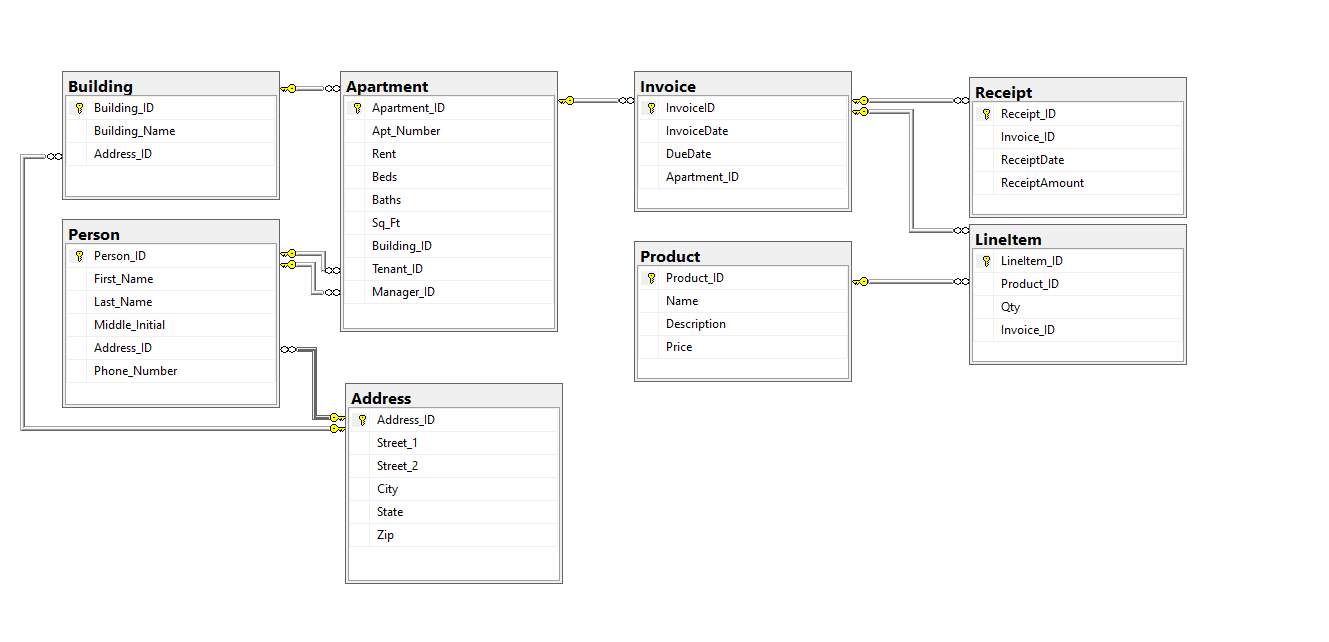 Building
Building_ID
Building_Name
Address_ID
Apartment
Apartment_ID
Apt_Number
Rent
Beds
Baths
Sq_Ft
Building_ID
Tenant_ID
Manager_ID
Invoice
InvoiceID
InvoiceDate
DueDate
Apartment_ID
Receipt
Receipt_ID
Invoice_ID
ReceiptDate
ReceiptAmount
Person
Person_ID
First_Name
Last_Name
Middle_Initial
Address_ID
Phone_Number
Product
Product_ID
Name
Description
Price
LineItem
LineItem_ID
Product_ID
Qty
Invoice_ID
Address
Address_ID
Street_1
Street_2
City
State
Zip